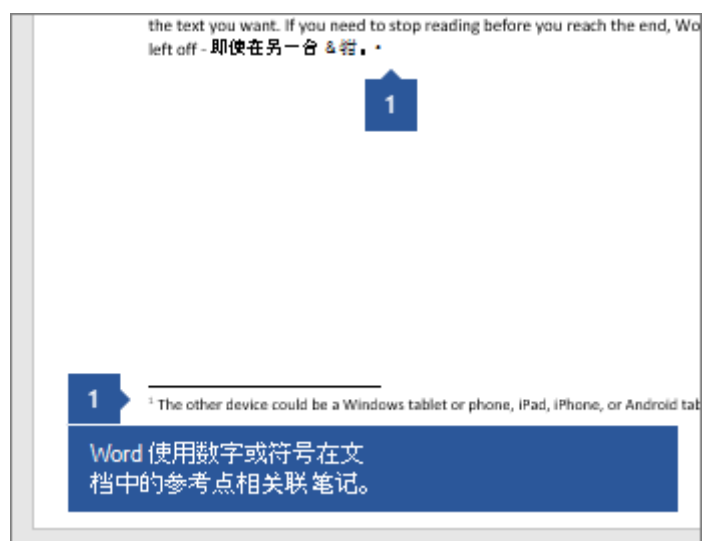 the text you want. If you need to stop reading before you reach the end, Wo
left off - 即使在另一台
1
1
1 The other device could be a Windows tablet or phone, iPad, iPhone, or Android tab
Word 使用数字或符号在文
档中的参考点相关联笔记。